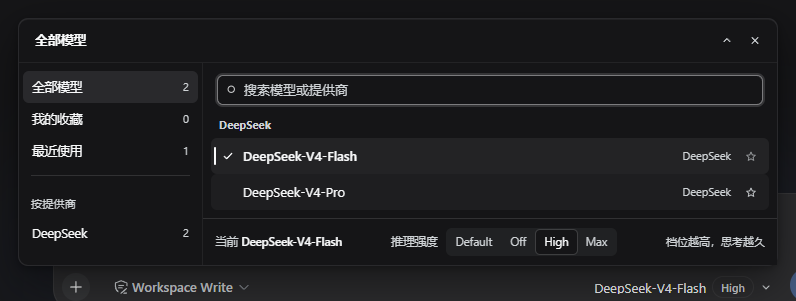 全部模型
全部模型 2
我的收藏 0
最近使用 1
按提供商
DeepSeek 2
搜索模型或提供商
DeepSeek
DeepSeek-V4-Flash DeepSeek
DeepSeek-V4-Pro DeepSeek
当前 DeepSeek-V4-Flash 推理强度 Default Off High Max 档位越高，思考越久
Workspace Write DeepSeek-V4-Flash High